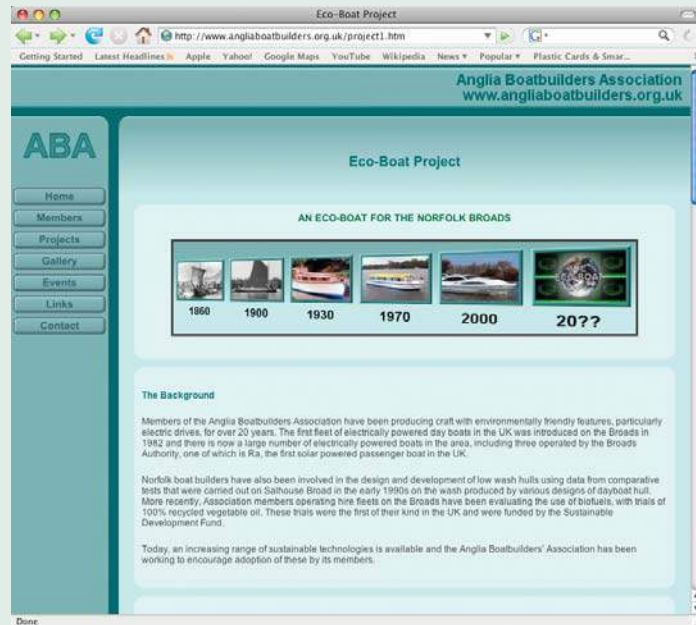 Eco-Boat Project
http://www.angliaboatbuilders.org.uk/project1.htm
Getting Started Latest Headlines Apple Yahoo! Google Maps YouTube Wikipedia News Popular Plastic Cards & Smar...
Anglia Boatbuilders Association
www.angliaboatbuilders.org.uk
ABA
Home
Members
Projects
Gallery
Events
Links
Contact
Eco-Boat Project
AN ECO-BOAT FOR THE NORFOLK BROADS
ECO-BOAT
1860 1900 1930 1970 2000 20??
The Background
Members of the Anglia Boatbuilders Association have been producing craft with environmentally friendly features, particularly
electric drives, for over 20 years. The first fleet of electrically powered day boats in the UK was introduced on the Broads in
1982 and there is now a large number of electrically powered boats in the area, including three operated by the Broads
Authority, one of which is Ra, the first solar powered passenger boat in the UK.
Norfolk boat builders have also been involved in the design and development of low wash hulls using data from comparative
tests that were carried out on Salhouse Broad in the early 1990s on the wash produced by various designs of dayboat hull.
More recently, Association members operating hire fleets on the Broads have been evaluating the use of biofuels, with trials of
100% recycled vegetable oil. These trials were the first of their kind in the UK and were funded by the Sustainable
Development Fund.
Today, an increasing range of sustainable technologies is available and the Anglia Boatbuilders' Association has been
working to encourage adoption of these by its members.
Done